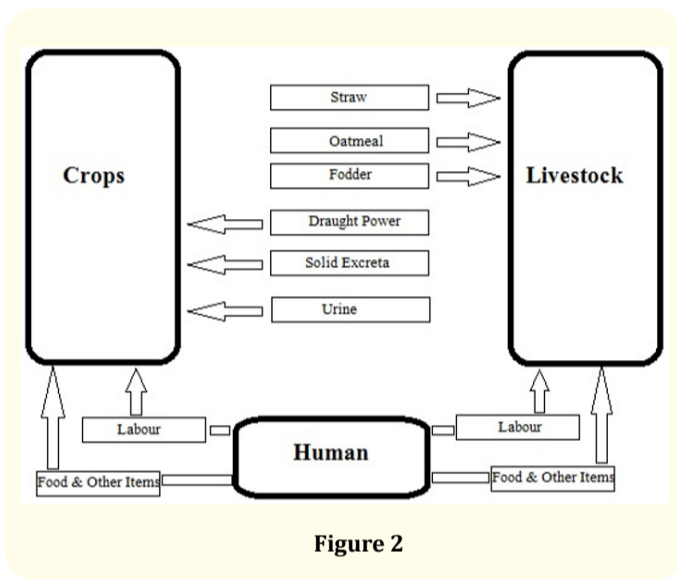 Straw
Oatmeal
Crops
Fodder
Livestock
Draught Power
Solid Excreta
Urine
Labour
Labour
Human
Food & Other Items
Food & Other Items
Figure 2